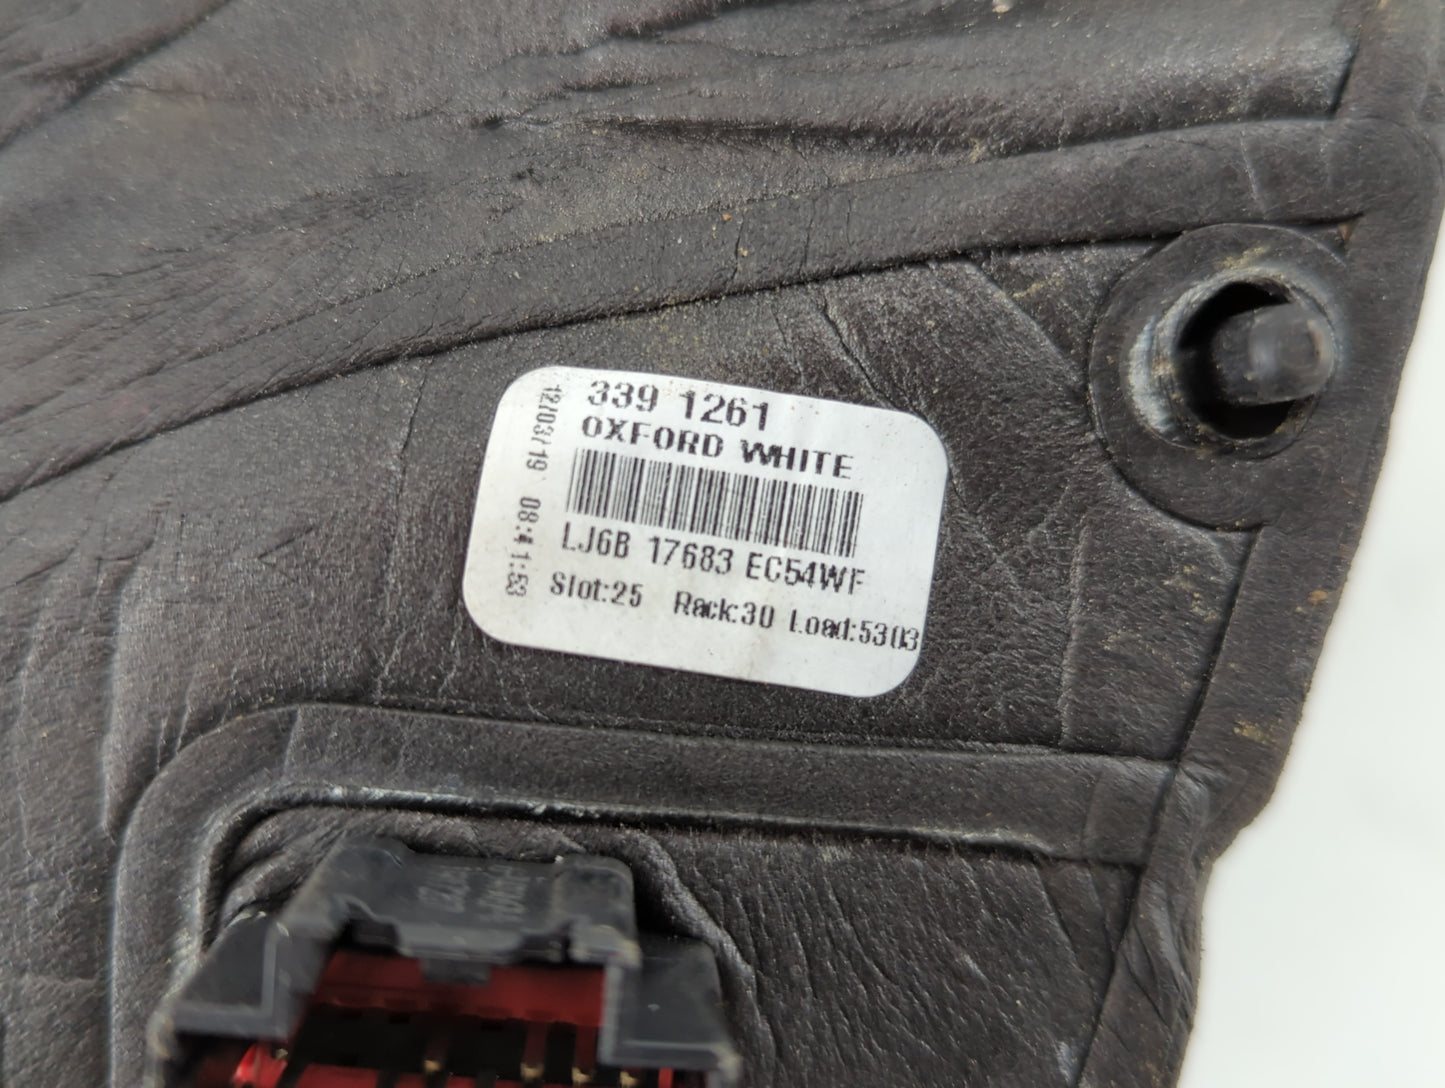 339 1261
OXFORD WHITE
LJ6B 17683 EC54WF
Slot:25 Rack:30 Load:5303
12/03/19 08:41:53